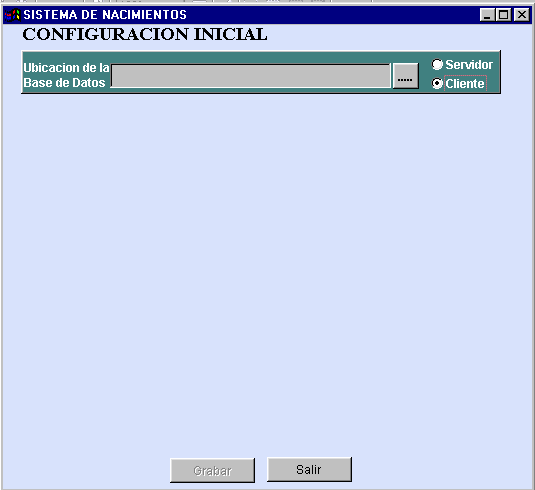 SISTEMA DE NACIMIENTOS
CONFIGURACION INICIAL
Ubicacion de la
Base de Datos
.....
Servidor
Cliente
Grabar
Salir